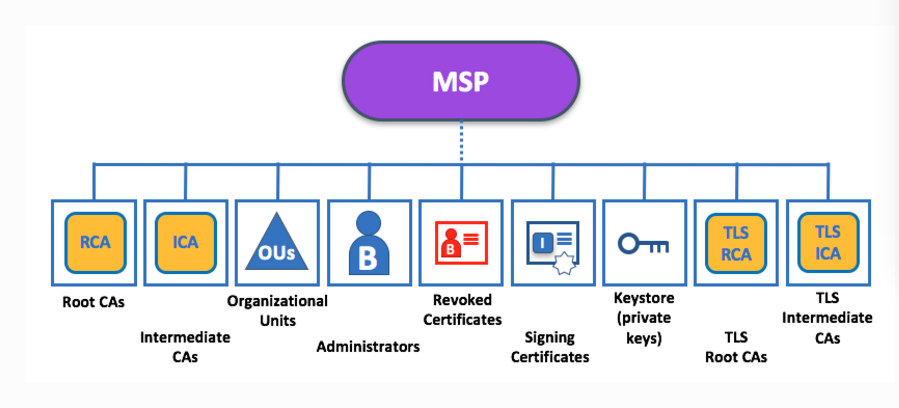 MSP
RCA
ICA
OUs
B
B
I
TLS
RCA
TLS
ICA
Root CAs
Intermediate
CAs
Organizational
Units
Administrators
Revoked
Certificates
Signing
Certificates
Keystore
(private
keys)
TLS
Root CAs
TLS
Intermediate
CAs